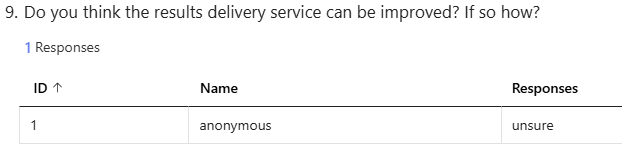 9. Do you think the results delivery service can be improved? If so how?
1 Responses
ID ↑ Name Responses
1 anonymous unsure